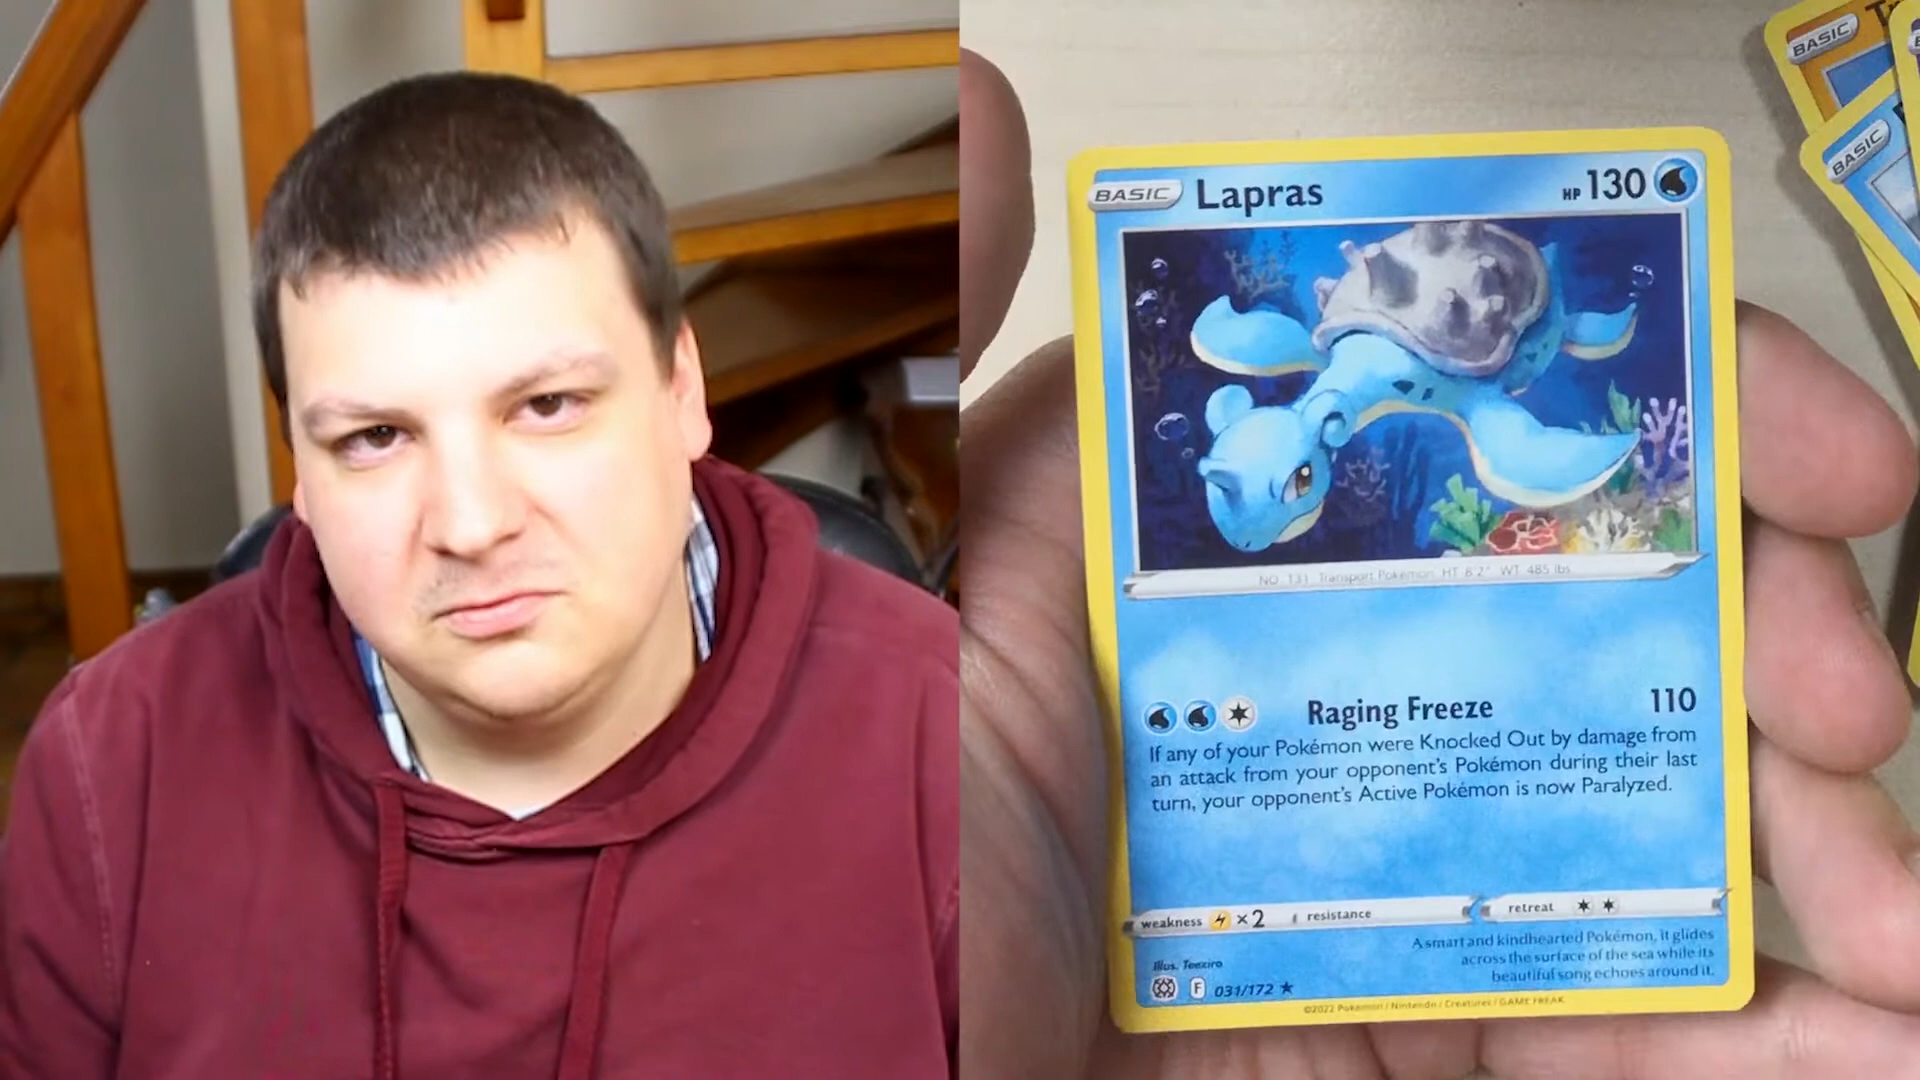 BASIC Lapras HP 130
NO. 131 Transport Pokémon HT 8'2" WT 485 lbs
Raging Freeze 110
If any of your Pokémon were Knocked Out by damage from
an attack from your opponent's Pokémon during their last
turn, your opponent's Active Pokémon is now Paralyzed.
weakness ×2 resistance retreat
A smart and kindhearted Pokémon, it glides
across the surface of the sea while its
beautiful song echoes around it.
Illus. Teeziro
F 031/172
©2022 Pokémon / Nintendo / Creatures / GAME FREAK
BASIC
BASIC